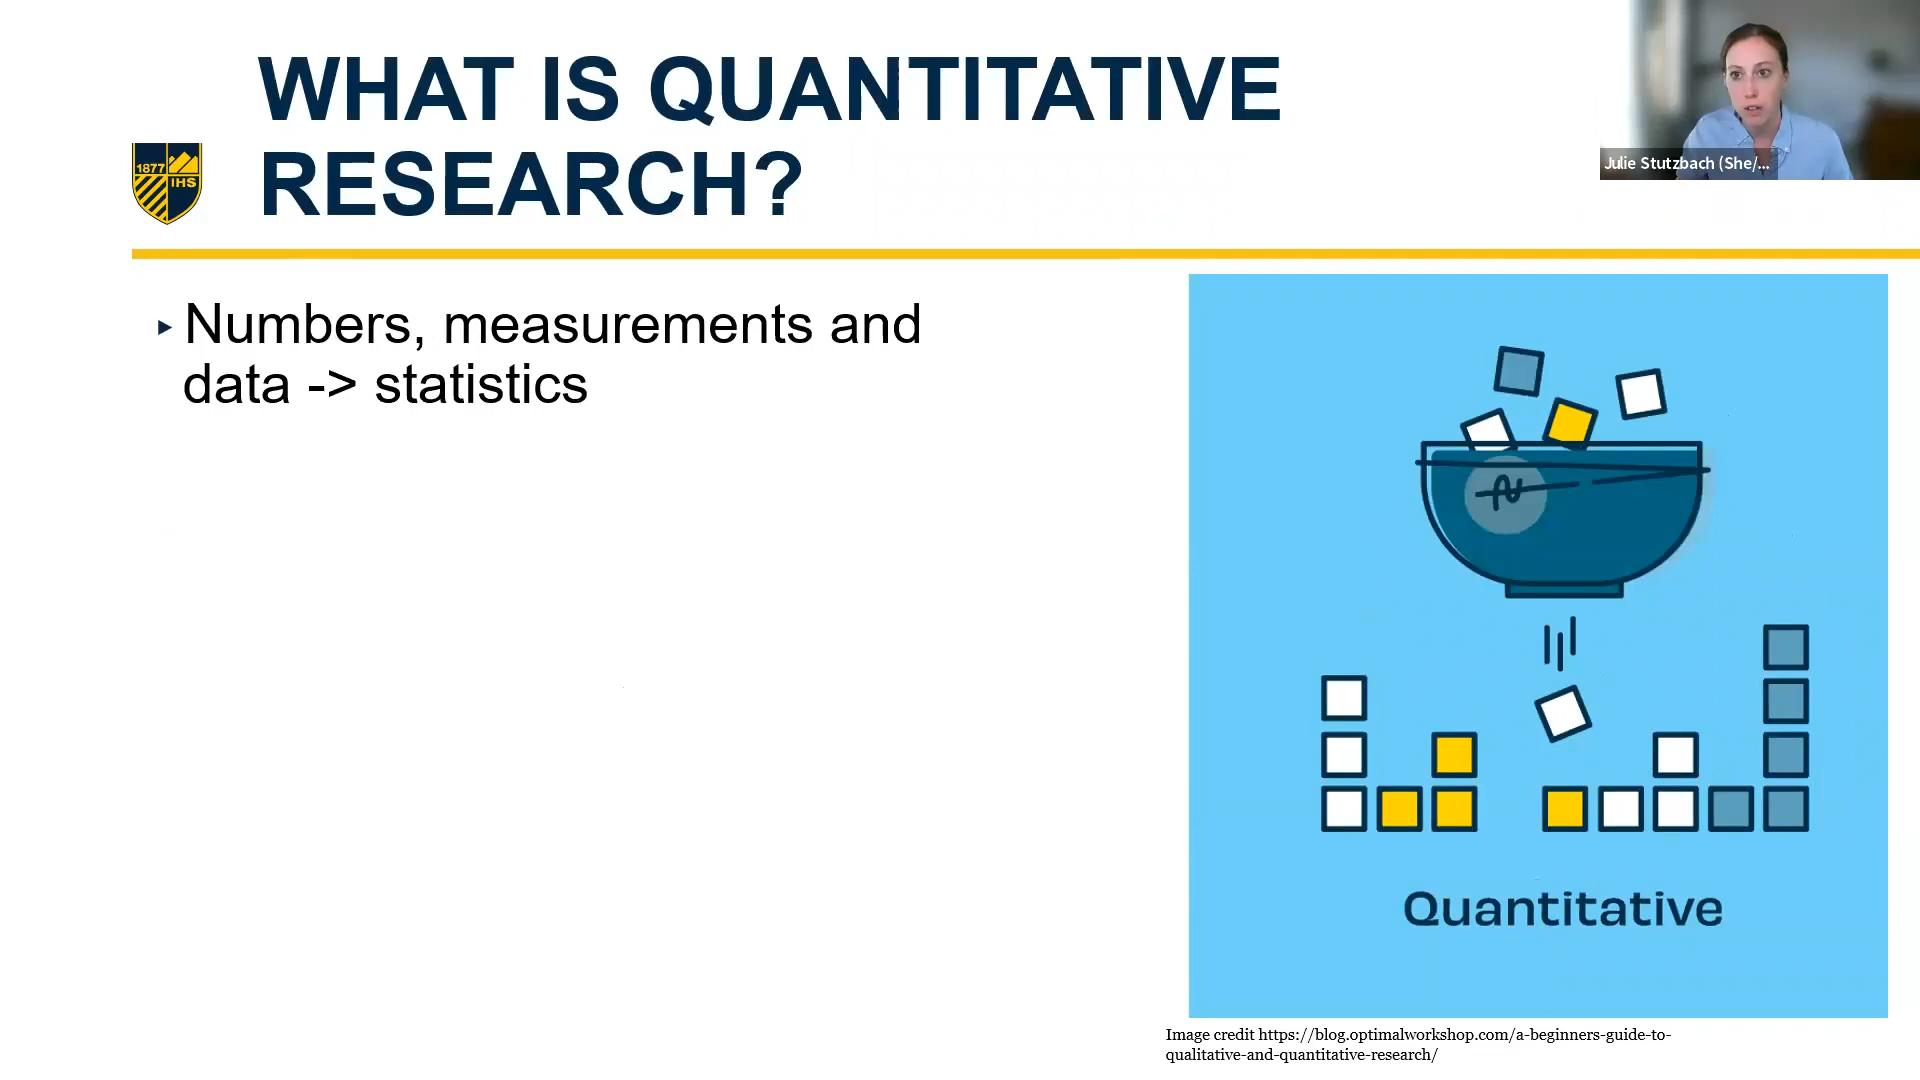 WHAT IS QUANTITATIVE
RESEARCH?
1877
IHS
Julie Stutzbach (She/...
Numbers, measurements and
data -> statistics
Quantitative
Image credit https://blog.optimalworkshop.com/a-beginners-guide-to-
qualitative-and-quantitative-research/